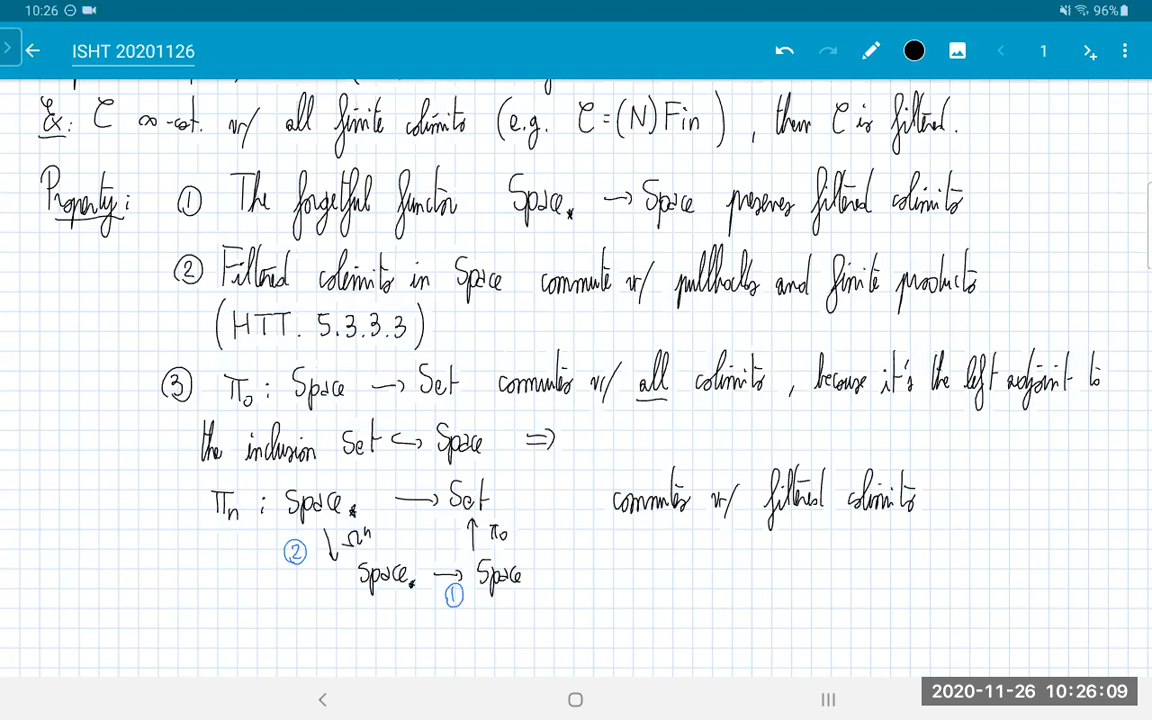 10:26 96%
ISHT 20201126 1
Ex: C ∞-cat. w/ all finite colimits (e.g. C = (N)Fin), then C is filtered.
Property: ① The forgetful functor Space* → Space preserves filtered colimits
② Filtered colimits in Space commute w/ pullbacks and finite products
(HTT. 5.3.3.3)
③ π₀ : Space → Set commutes w/ all colimits, because it's the left adjoint to
the inclusion Set ↪ Space ⇒
πn : Space* → Set commutes w/ filtered colimits
② ↓ Ωⁿ ↑ π₀
Space* → Space
①
2020-11-26 10:26:09